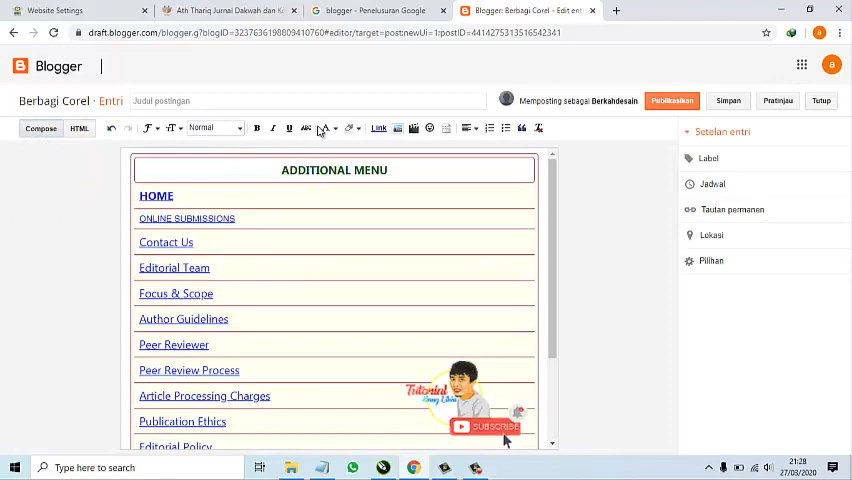 Website Settings
Ath Thariq Jurnal Dakwah dan Ko
blogger - Penelusuran Google
Blogger: Berbagi Corel - Edit ent
draft.blogger.com/blogger.g?blogID=3237636198809410760#editor/target=post;newUi=1;postID=4414275131516542341
Blogger
a
Berbagi Corel · Entri
Judul postingan
Memposting sebagai Berkahdesain
Publikasikan
Simpan
Pratinjau
Tutup
Compose
HTML
Normal
B
I
U
ABC
A
Link
Setelan entri
Label
Jadwal
Tautan permanen
Lokasi
Pilihan
ADDITIONAL MENU
HOME
ONLINE SUBMISSIONS
Contact Us
Editorial Team
Focus & Scope
Author Guidelines
Peer Reviewer
Peer Review Process
Article Processing Charges
Publication Ethics
Editorial Policy
Tutorial
SUBSCRIBE
Type here to search
21:28
27/03/2020